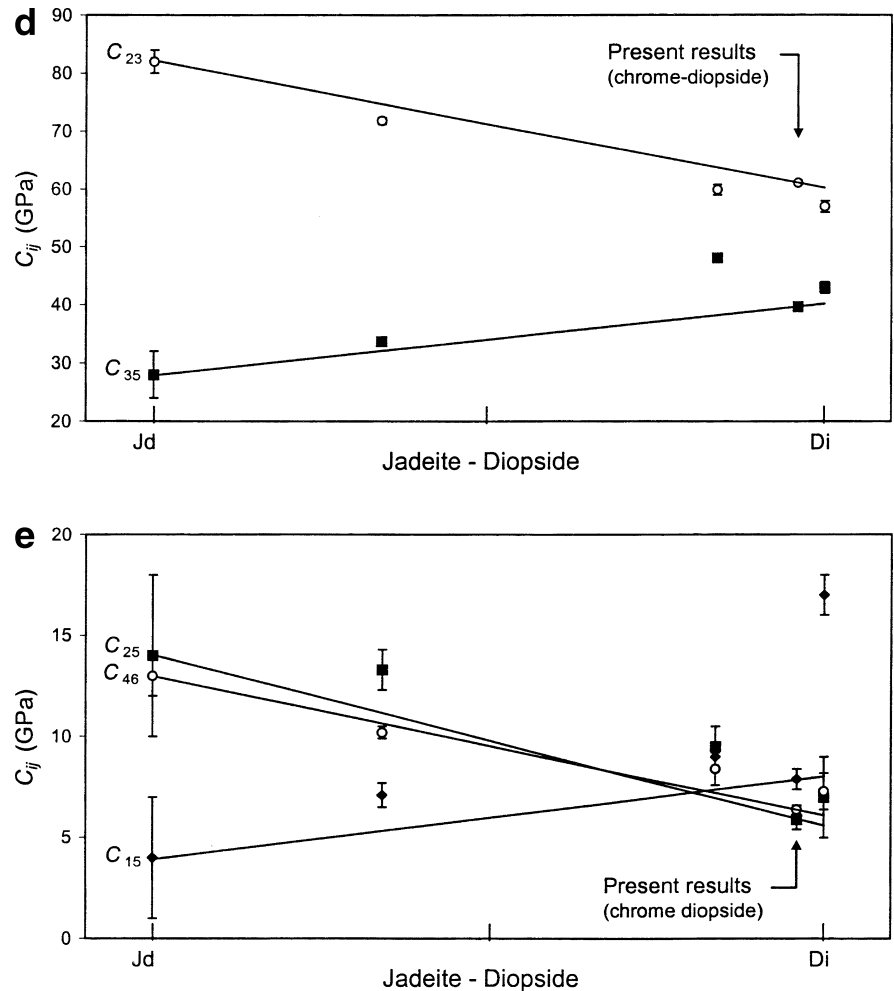 d
90
80
70
60
50
40
30
20
C23
C35
Cij (GPa)
Present results
(chrome-diopside)
Jd
Di
Jadeite - Diopside
e
20
15
10
5
0
C25
C46
C15
Cij (GPa)
Present results
(chrome diopside)
Jd
Di
Jadeite - Diopside